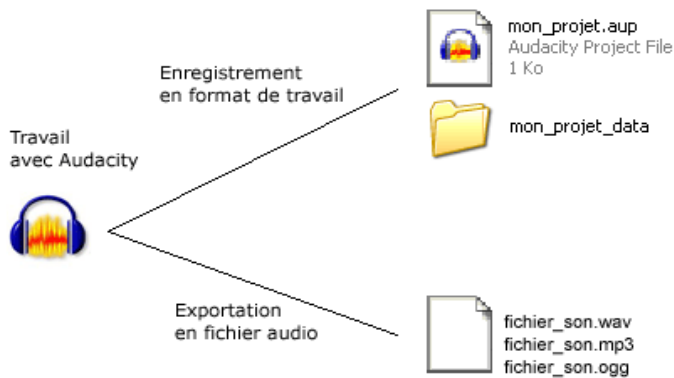 mon_projet.aup
Audacity Project File
1 Ko
Enregistrement
en format de travail
mon_projet_data
Travail
avec Audacity
Exportation
en fichier audio
fichier_son.wav
fichier_son.mp3
fichier_son.ogg